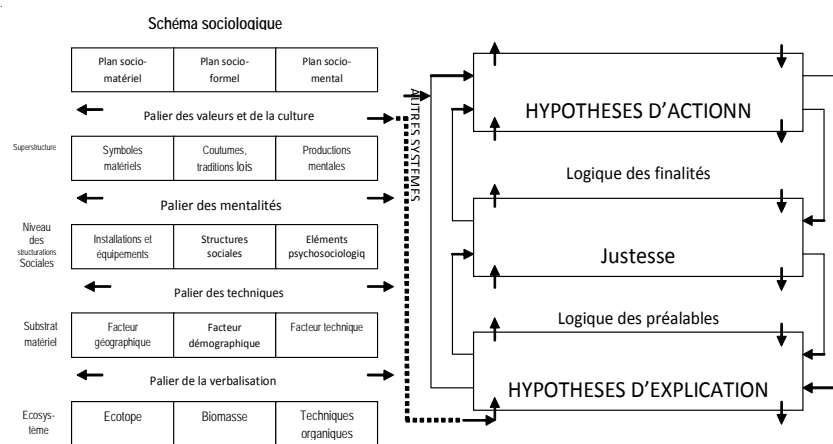 Schéma sociologique
Plan socio-
matériel
Plan socio-
formel
Plan socio-
mental
Palier des valeurs et de la culture
Superstructure
Symboles
matériels
Coutumes,
traditions lois
Productions
mentales
Palier des mentalités
Niveau
des
structurations
Sociales
Installations et
équipements
Structures
sociales
Eléments
psychosociologiq
Palier des techniques
Substrat
matériel
Facteur
géographique
Facteur
démographique
Facteur technique
Palier de la verbalisation
Ecosys-
tème
Ecotope
Biomasse
Techniques
organiques
AUTRES SYSTEMES
HYPOTHESES D'ACTIONN
Logique des finalités
Justesse
Logique des préalables
HYPOTHESES D'EXPLICATION